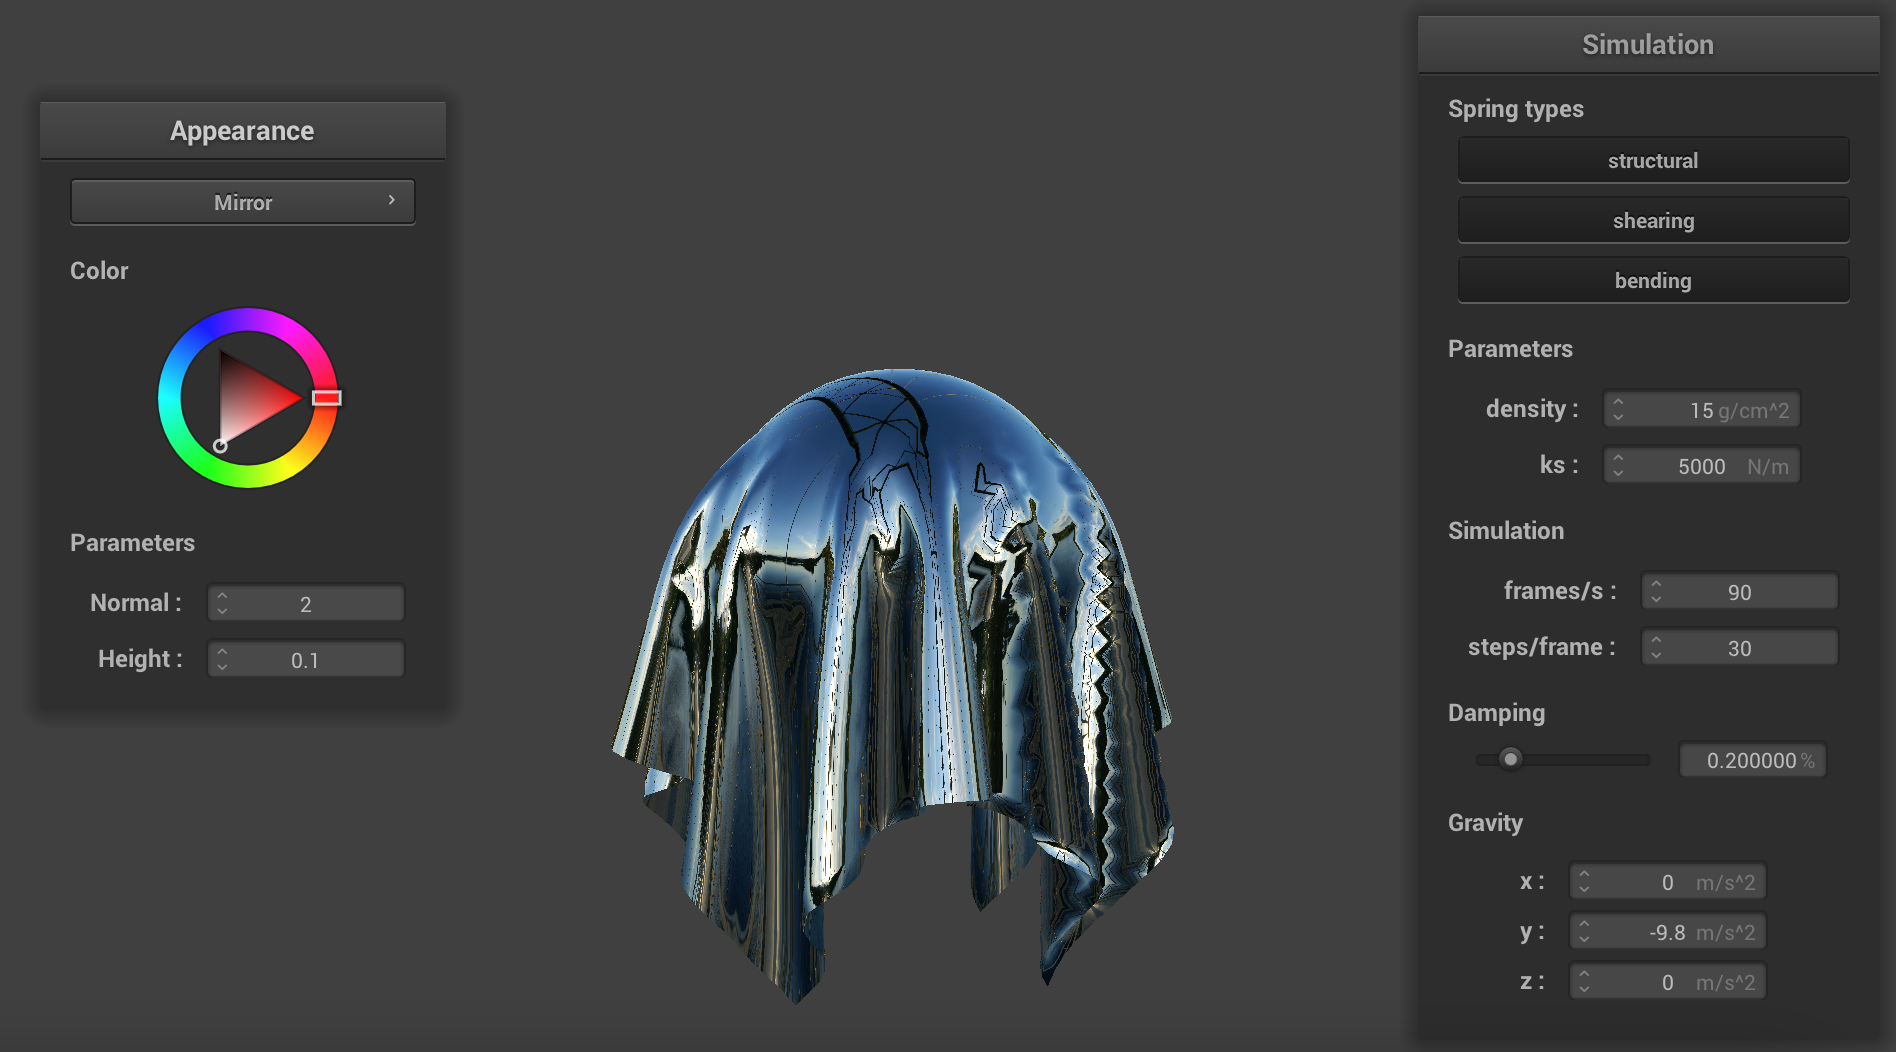 Appearance
Mirror
Color
Parameters
Normal : 2
Height : 0.1
Simulation
Spring types
structural
shearing
bending
Parameters
density : 15 g/cm^2
ks : 5000 N/m
Simulation
frames/s : 90
steps/frame : 30
Damping
0.200000 %
Gravity
x : 0 m/s^2
y : -9.8 m/s^2
z : 0 m/s^2